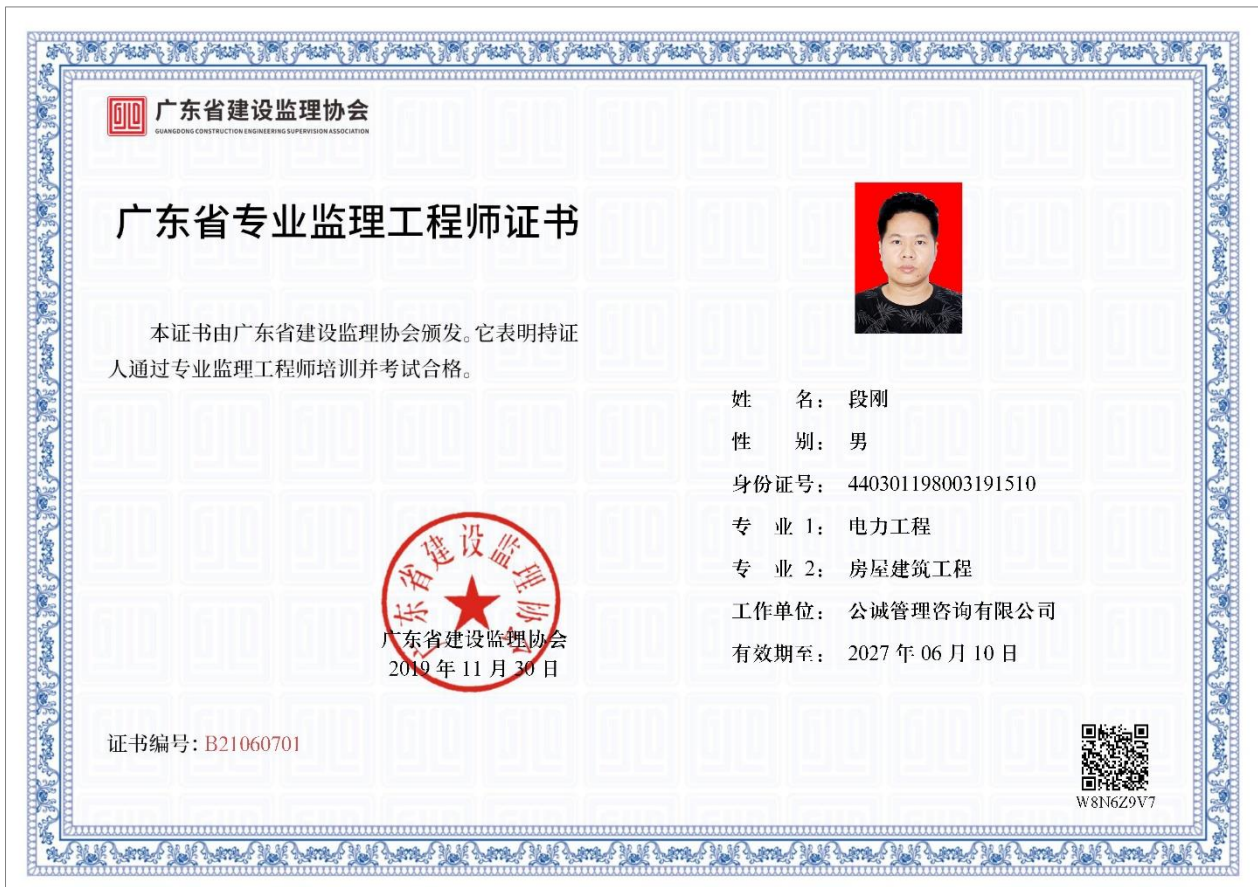 广东省建设监理协会
GUANGDONG CONSTRUCTION ENGINEERING SUPERVISION ASSOCIATION
广东省专业监理工程师证书
本证书由广东省建设监理协会颁发。它表明持证
人通过专业监理工程师培训并考试合格。
姓 名： 段刚
性 别： 男
身份证号： 440301198003191510
专 业 1： 电力工程
专 业 2： 房屋建筑工程
工作单位： 公诚管理咨询有限公司
有效期至： 2027 年 06 月 10 日
广东省建设监理协会
广东省建设监理协会
2019 年 11 月 30 日
证书编号：B21060701
W8N6Z9V7